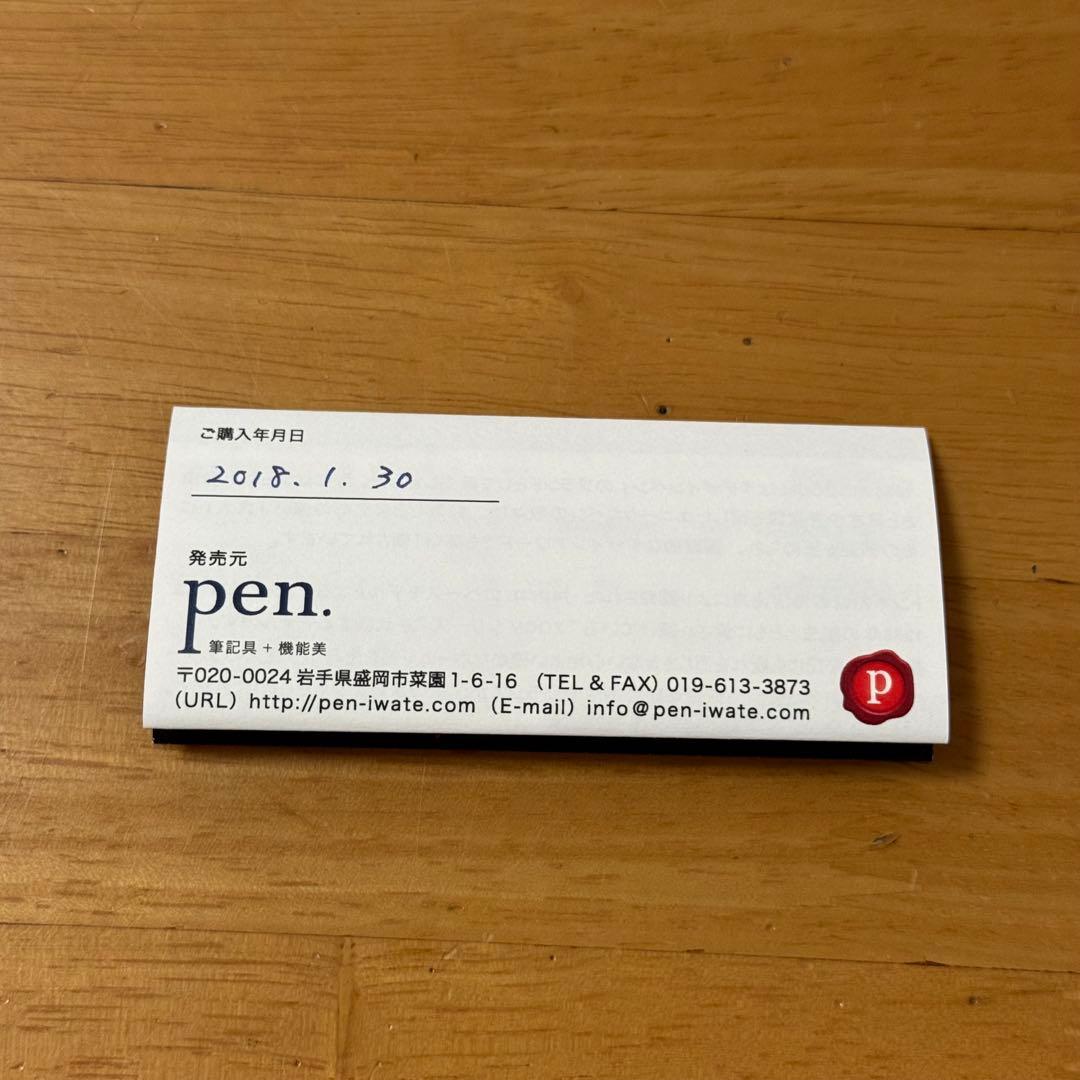 ご購入年月日
2018. 1. 30
発売元
pen.
筆記具 + 機能美
〒020-0024 岩手県盛岡市菜園1-6-16 (TEL & FAX) 019-613-3873
(URL) http://pen-iwate.com (E-mail) info@pen-iwate.com
p